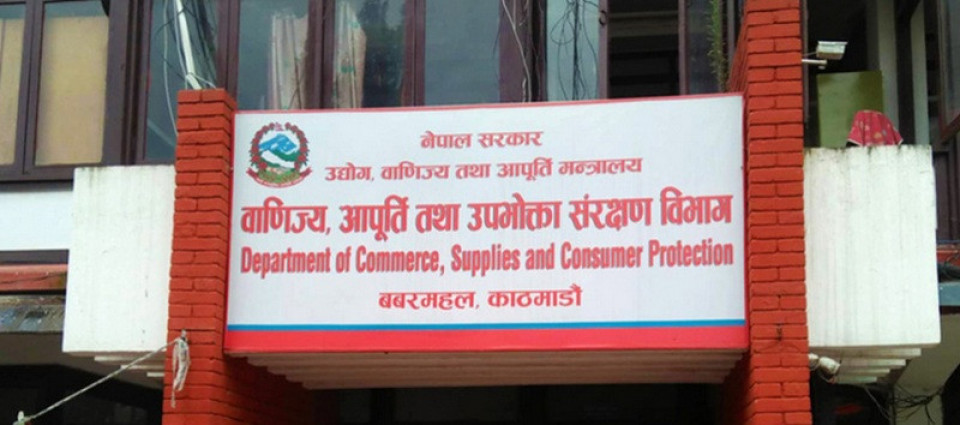 नेपाल सरकार
उद्योग, वाणिज्य तथा आपूर्ति मन्त्रालय
वाणिज्य, आपूर्ति तथा उपभोक्ता संरक्षण विभाग
Department of Commerce, Supplies and Consumer Protection
बबरमहल, काठमाडौं